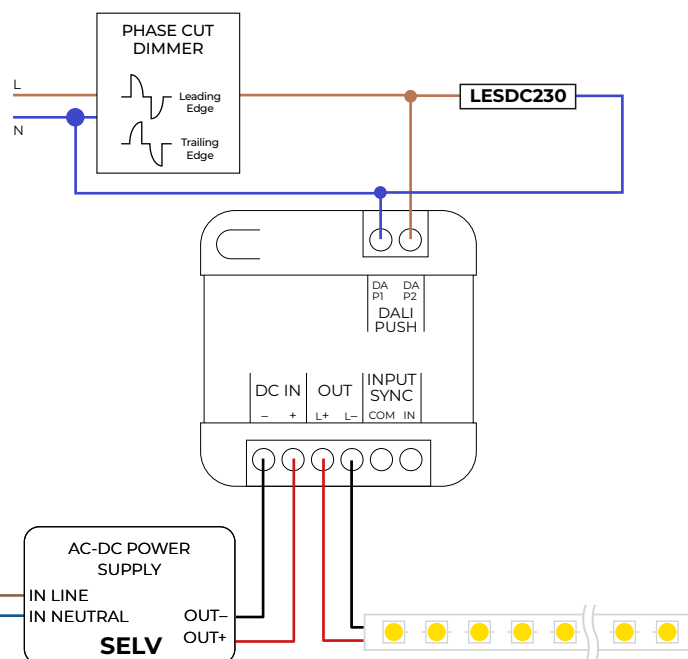 PHASE CUT
DIMMER
L
N
Leading
Edge
Trailing
Edge
LESDC230
DA DA
P1 P2
DALI
PUSH
DC IN OUT INPUT
SYNC
– + L+ L– COM IN
AC-DC POWER
SUPPLY
IN LINE
IN NEUTRAL OUT–
SELV OUT+